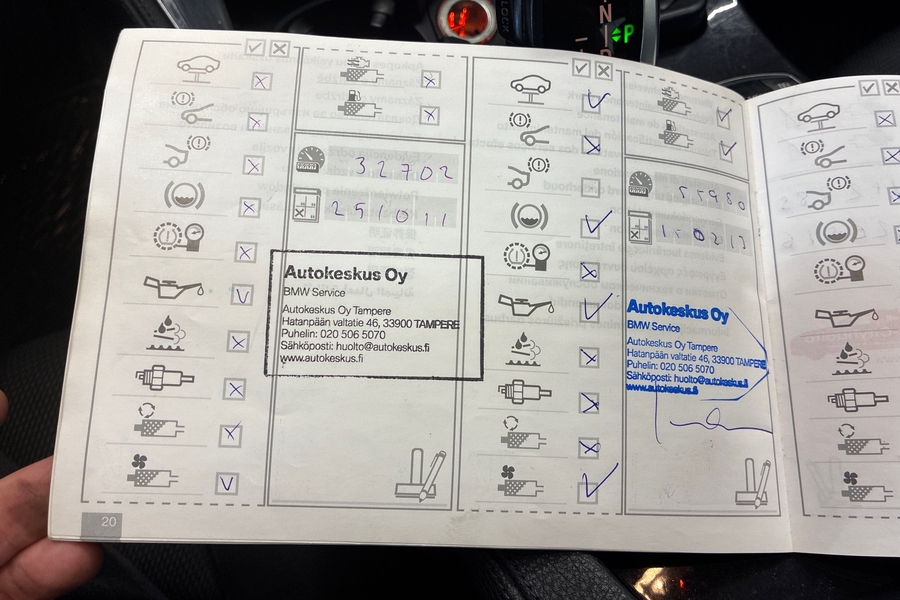 N
P
LOCK
32702
251011
Autokeskus Oy
BMW Service
Autokeskus Oy Tampere
Hatanpään valtatie 46, 33900 TAMPERE
Puhelin: 020 506 5070
Sähköposti: huolto@autokeskus.fi
www.autokeskus.fi
20
Autokeskus Oy
BMW Service
Autokeskus Oy Tampere
Hatanpään valtatie 46, 33900 TAMPERE
Puhelin: 020 506 5070
Sähköposti: huolto@autokeskus.fi
www.autokeskus.fi